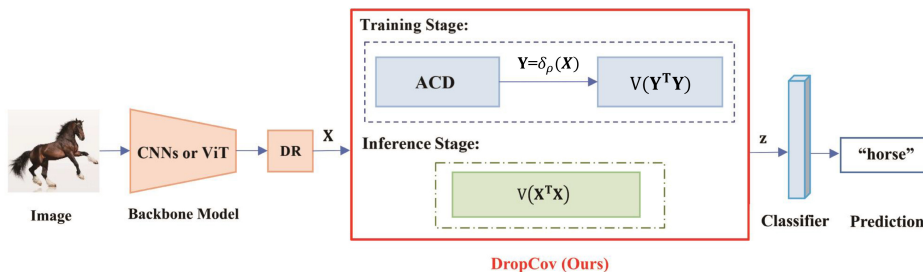 Training Stage:
Y=δρ(X)
ACD
V(YᵀY)
CNNs or ViT
DR
X
Inference Stage:
V(XᵀX)
z
"horse"
Image
Backbone Model
Classifier
Prediction
DropCov (Ours)